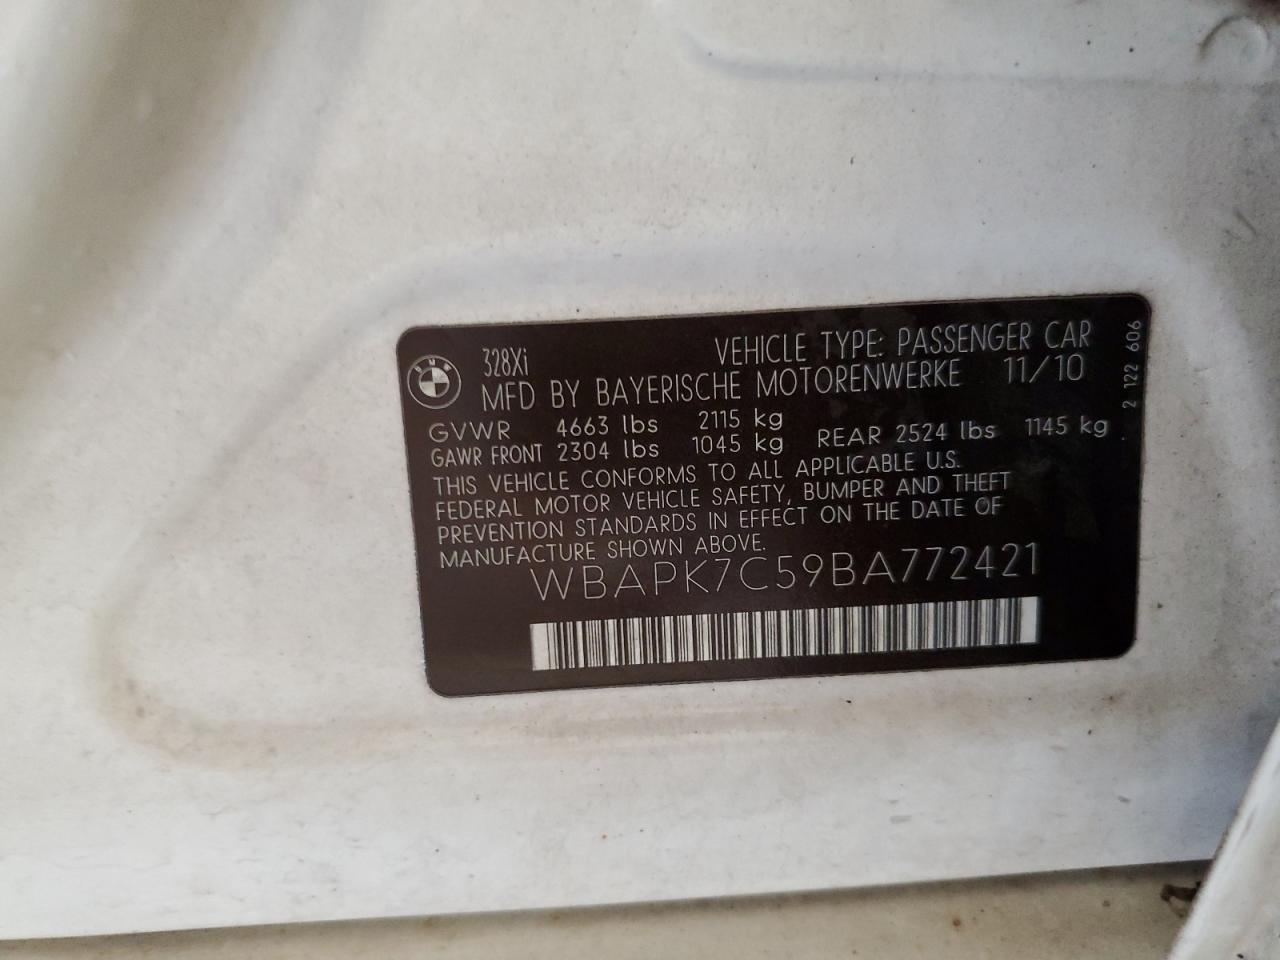 BMW
328Xi
VEHICLE TYPE: PASSENGER CAR
MFD BY BAYERISCHE MOTORENWERKE 11/10
GVWR 4663 lbs 2115 kg
GAWR FRONT 2304 lbs 1045 kg REAR 2524 lbs 1145 kg
THIS VEHICLE CONFORMS TO ALL APPLICABLE U.S.
FEDERAL MOTOR VEHICLE SAFETY, BUMPER AND THEFT
PREVENTION STANDARDS IN EFFECT ON THE DATE OF
MANUFACTURE SHOWN ABOVE.
WBAPK7C59BA772421
2 122 606